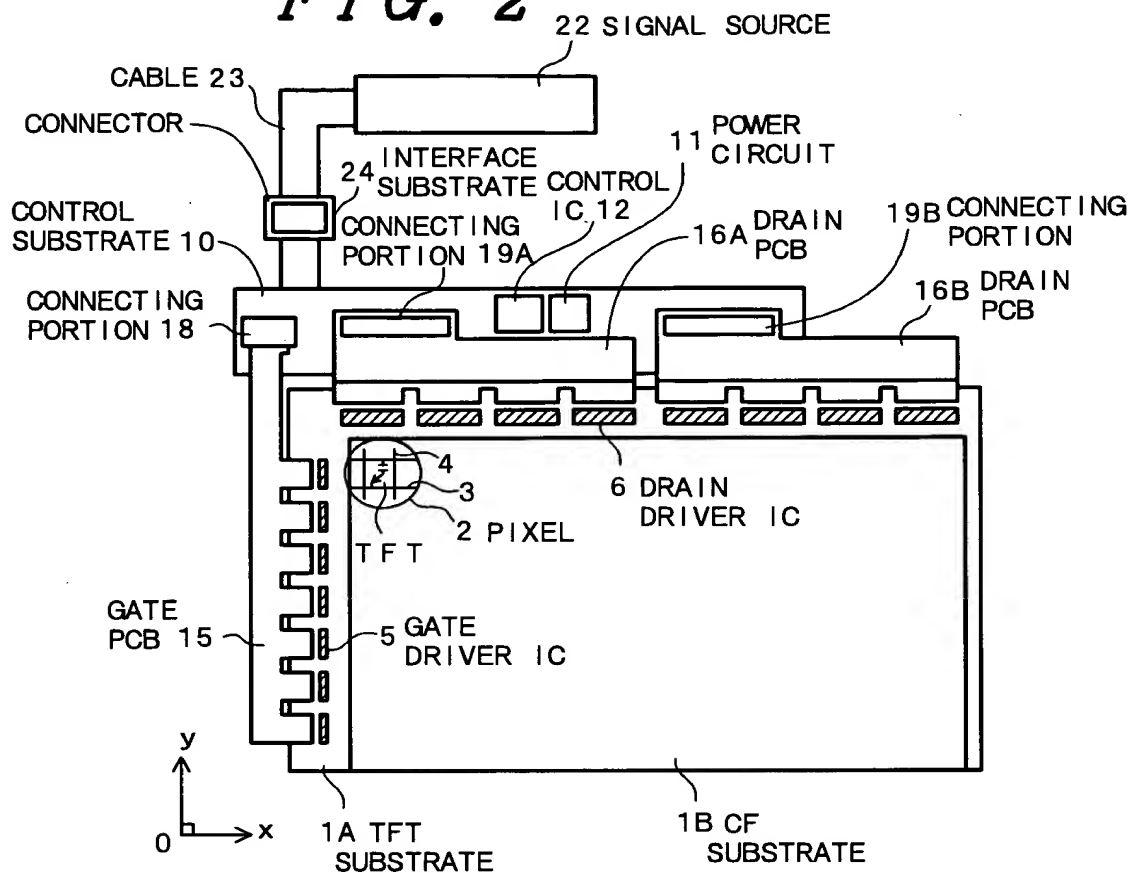 FIG. 2
22 SIGNAL SOURCE
CABLE 23
CONNECTOR
11 POWER
CIRCUIT
24 INTERFACE
SUBSTRATE
CONTROL
IC 12
CONTROL
SUBSTRATE 10
CONNECTING
PORTION 19A
16A DRAIN
PCB
19B CONNECTING
PORTION
CONNECTING
PORTION 18
16B DRAIN
PCB
4
3
2 PIXEL
TFT
6 DRAIN
DRIVER IC
GATE
PCB 15
5 GATE
DRIVER IC
y
0
x
1A TFT
SUBSTRATE
1B CF
SUBSTRATE